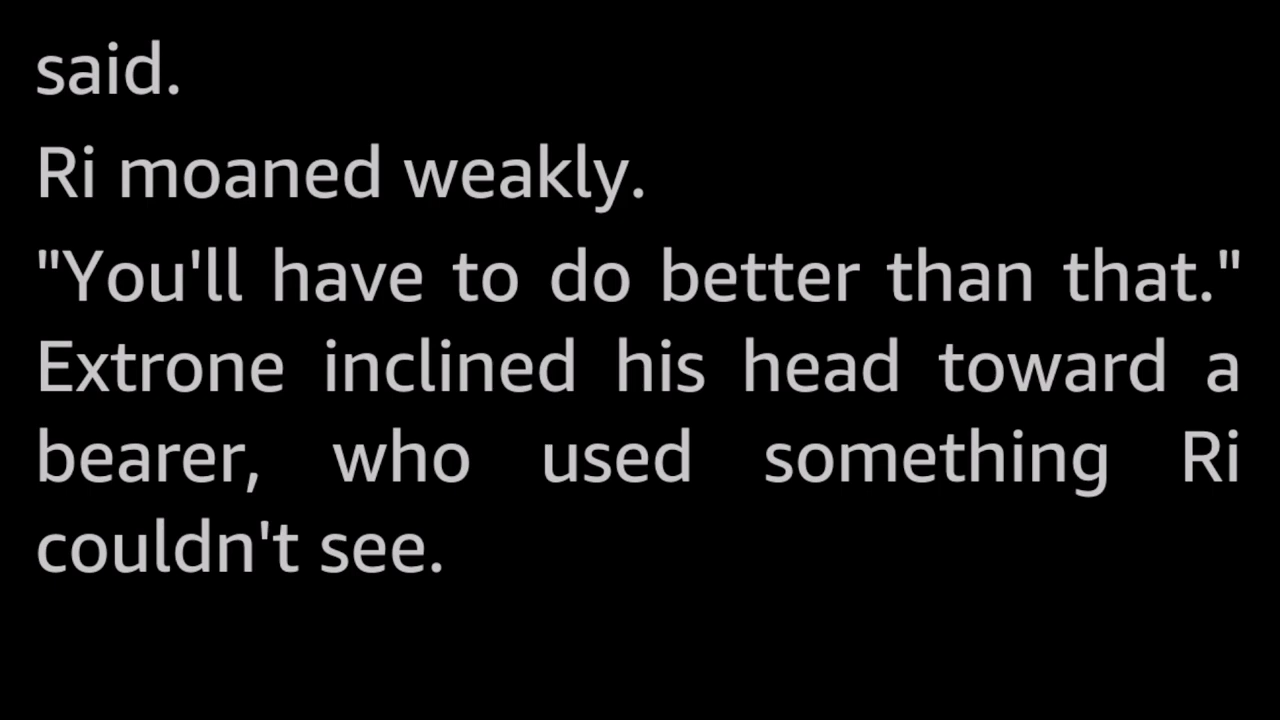 said.
Ri moaned weakly.
"You'll have to do better than that."
Extrone inclined his head toward a
bearer, who used something Ri
couldn't see.